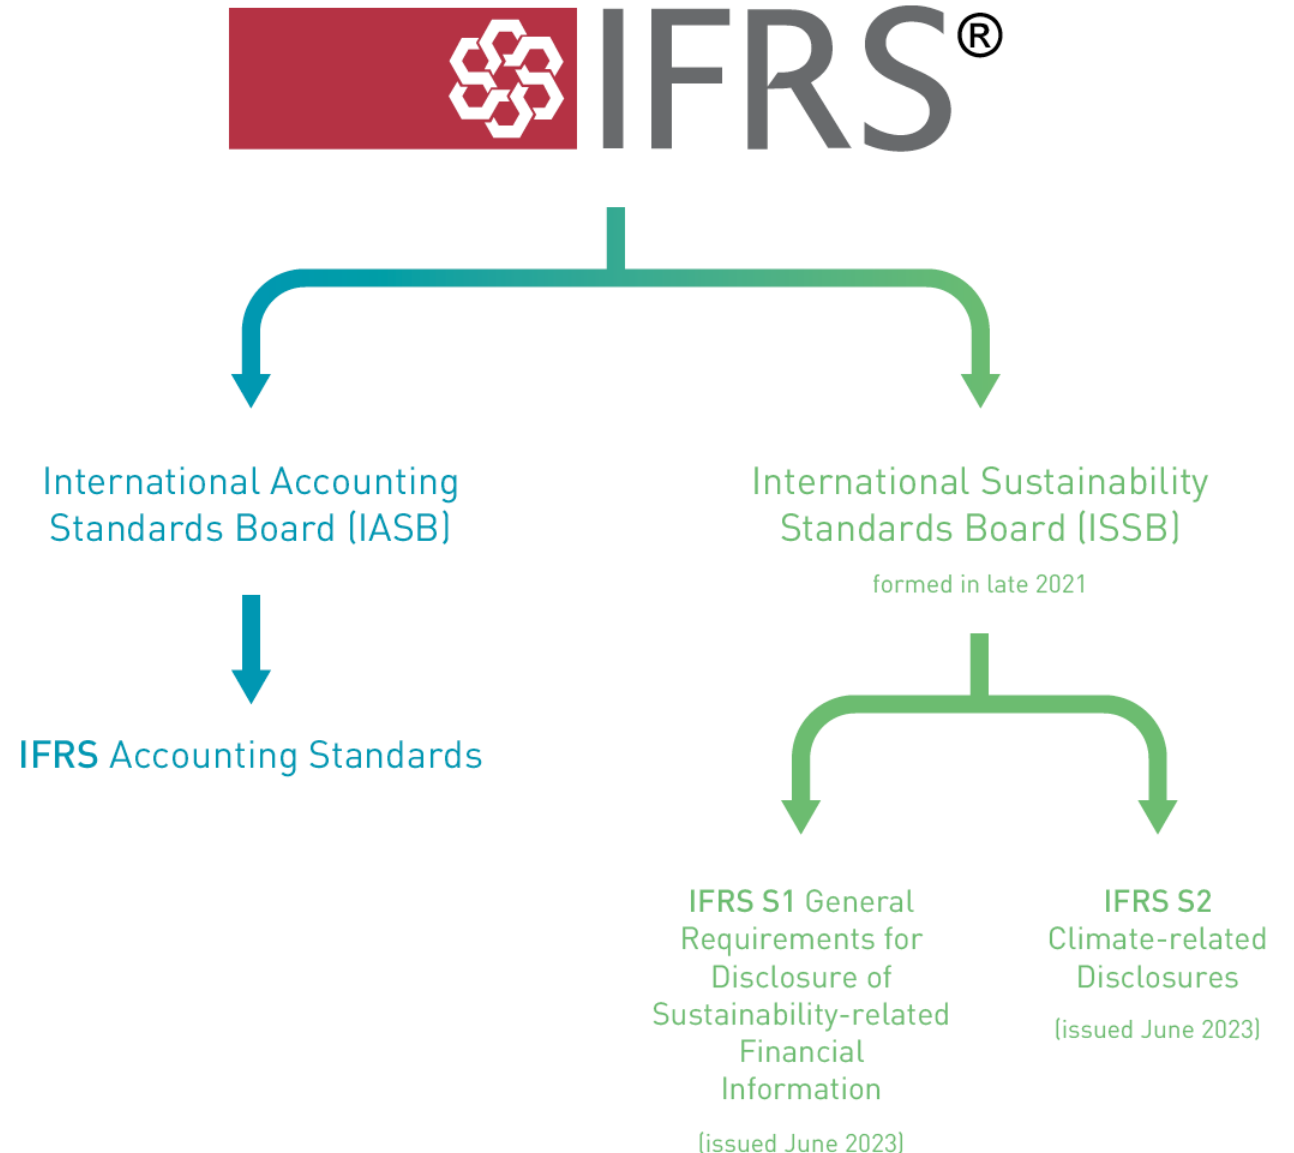 IFRS®
International Accounting
Standards Board (IASB)
IFRS Accounting Standards
International Sustainability
Standards Board (ISSB)
formed in late 2021
IFRS S1 General
Requirements for
Disclosure of
Sustainability-related
Financial
Information
(issued June 2023)
IFRS S2
Climate-related
Disclosures
(issued June 2023)